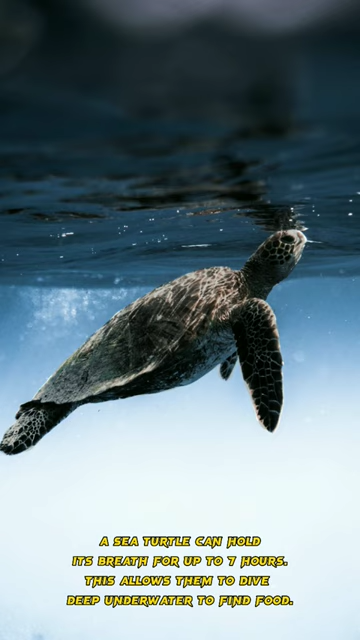 A SEA TURTLE CAN HOLD
ITS BREATH FOR UP TO 7 HOURS.
THIS ALLOWS THEM TO DIVE
DEEP UNDERWATER TO FIND FOOD.